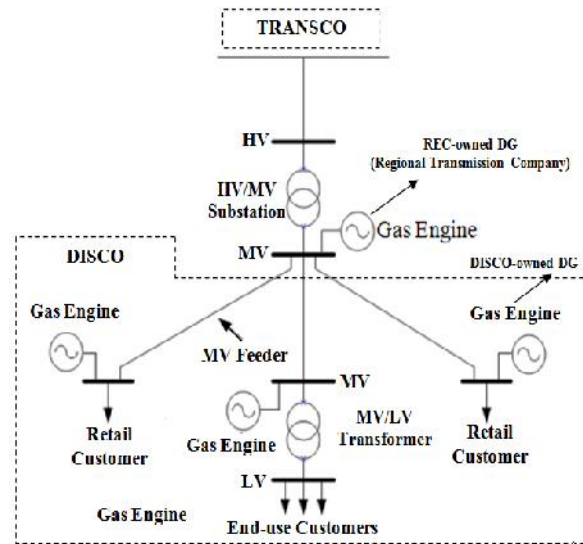 TRANSCO
HV
REC-owned DG
(Regional Transmission Company)
HV/MV
Substation
Gas Engine
MV
DISCO
DISCO-owned DG
Gas Engine
Gas Engine
MV Feeder
MV
Retail
Customer
Gas Engine
MV/LV
Transformer
Retail
Customer
LV
Gas Engine
End-use Customers